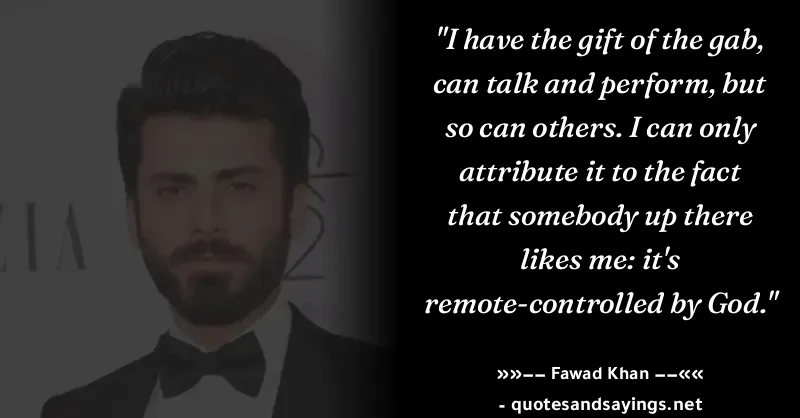 "I have the gift of the gab,
can talk and perform, but
so can others. I can only
attribute it to the fact
that somebody up there
likes me: it's
remote-controlled by God."
»»–– Fawad Khan ––««
- quotesandsayings.net